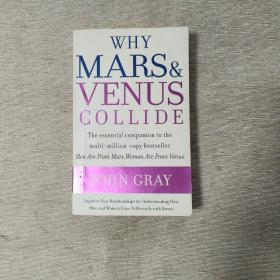 WHY
MARS &
VENUS
COLLIDE
The essential companion to the
multi-million-copy bestseller
Men Are From Mars, Women Are From Venus
JOHN GRAY
Improve Your Relationships by Understanding How
Men and Women Cope Differently with Stress